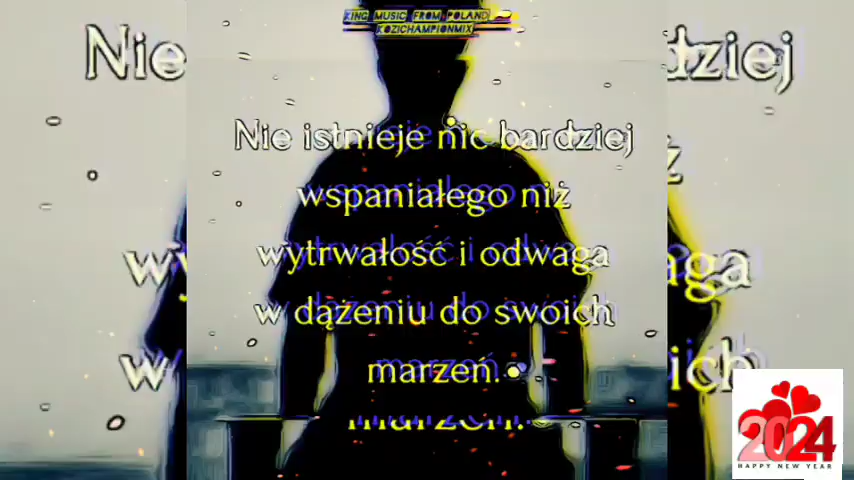 KING MUSIC FROM POLAND
KOZICHAMPIONMIX
Nie istnieje nic bardziej
wspaniałego niż
wytrwałość i odwaga
w dążeniu do swoich
marzeń.
2024
HAPPY NEW YEAR